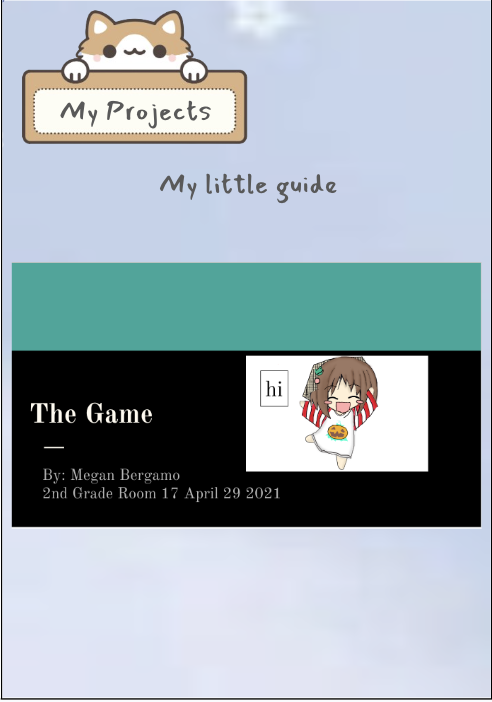 My Projects
My little guide
hi
The Game
By: Megan Bergamo
2nd Grade Room 17 April 29 2021